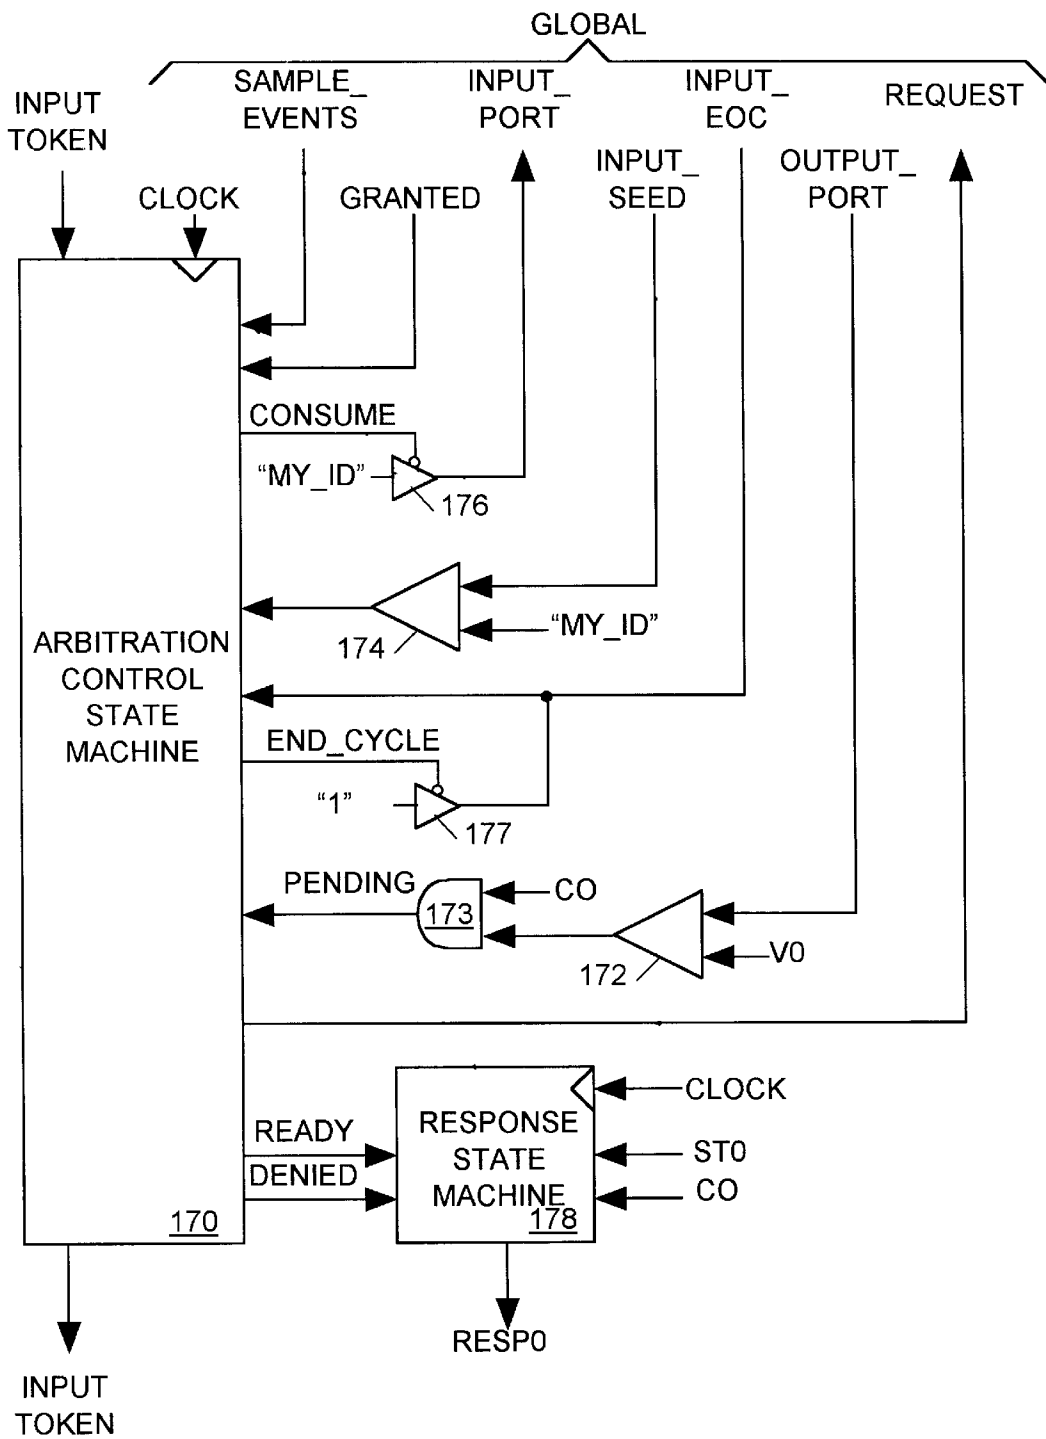 GLOBAL
SAMPLE_
EVENTS
INPUT_
PORT
INPUT_
EOC
REQUEST
INPUT
TOKEN
INPUT_
SEED
OUTPUT_
PORT
CLOCK
GRANTED
CONSUME
“MY_ID”
176
174
“MY_ID”
ARBITRATION
CONTROL
STATE
MACHINE
END_CYCLE
“1”
177
PENDING
173
CO
172
V0
READY
DENIED
170
RESPONSE
STATE
MACHINE
178
CLOCK
ST0
CO
RESP0
INPUT
TOKEN